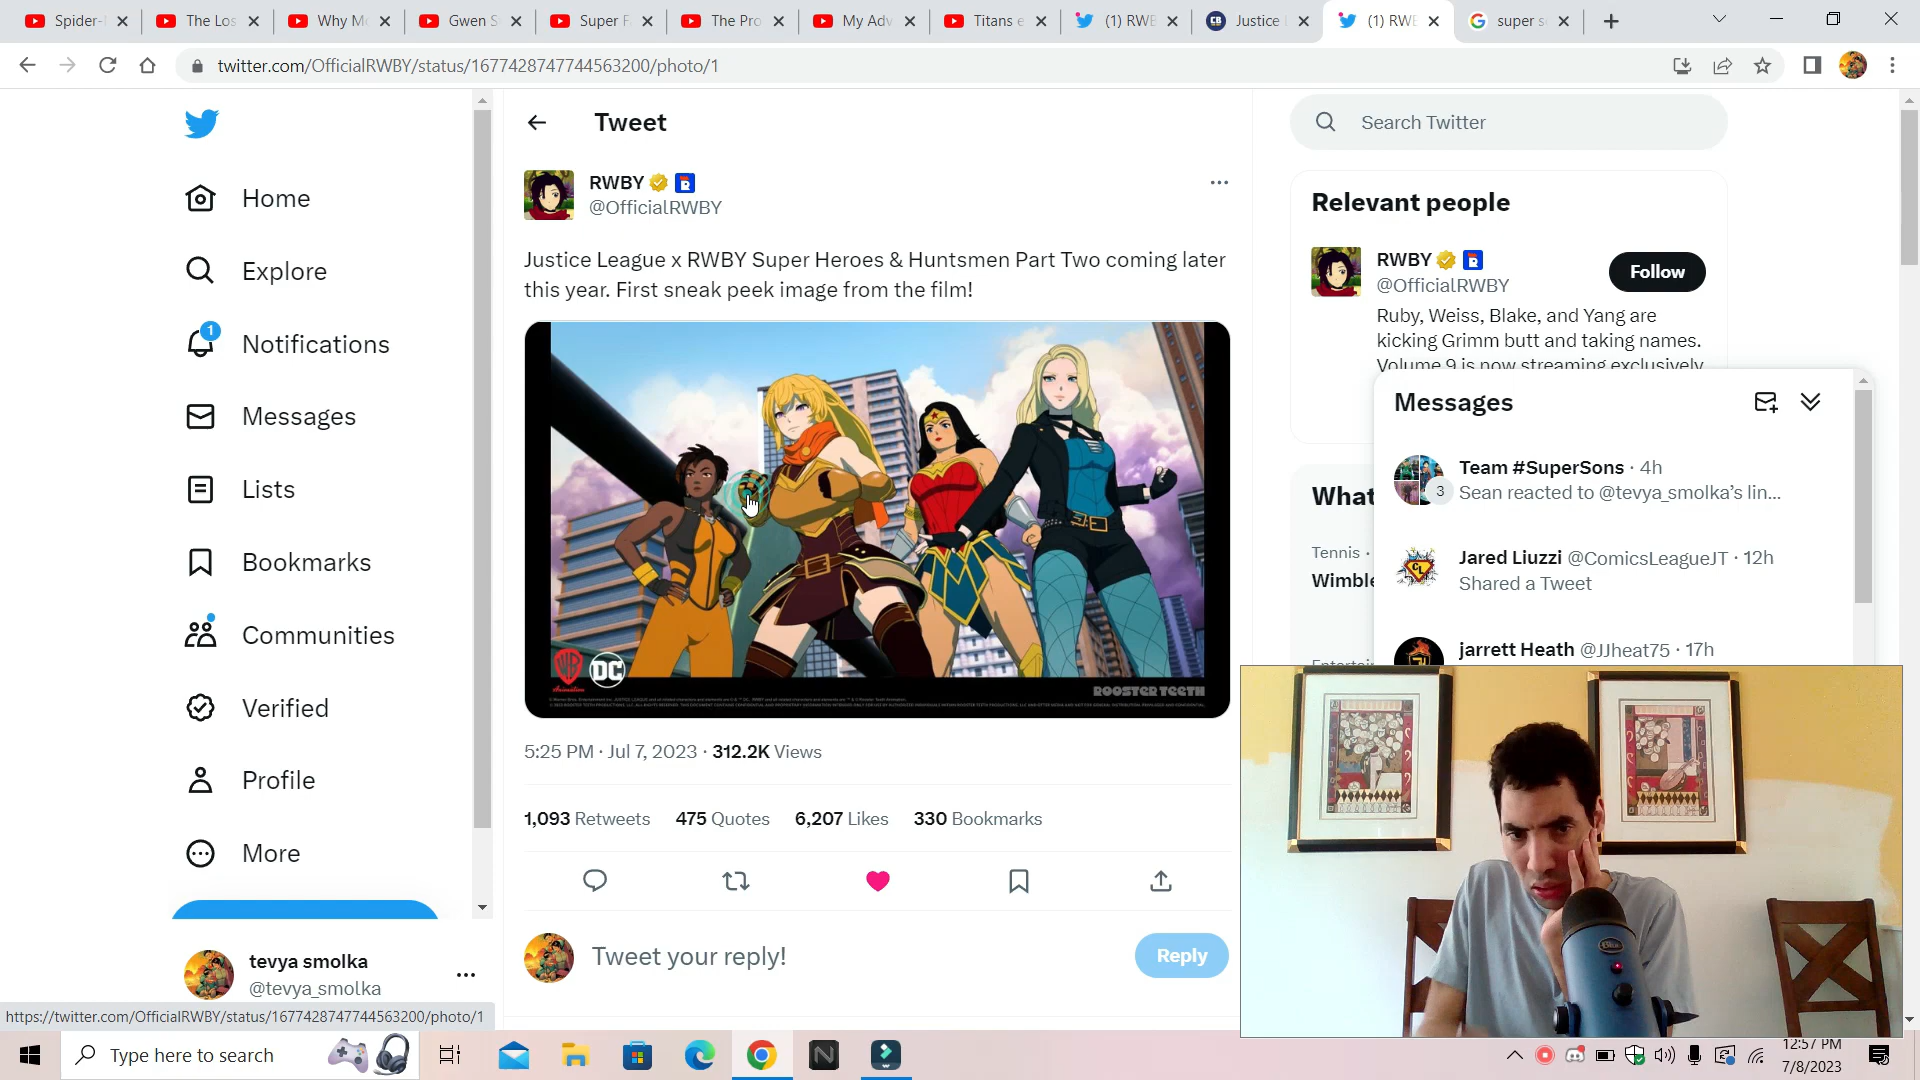 Spider-
The Los
Why M
Gwen S
Super F
The Pro
My Adv
Titans e
(1) RWE
Justice
(1) RWE
super s
twitter.com/OfficialRWBY/status/1677428747744563200/photo/1
Home
Explore
1
Notifications
Messages
Lists
Bookmarks
Communities
Verified
Profile
More
tevya smolka
@tevya_smolka
Tweet
RWBY
@OfficialRWBY
Justice League x RWBY Super Heroes & Huntsmen Part Two coming later
this year. First sneak peek image from the film!
WB
Animation
DC
ROOSTER TEETH
5:25 PM · Jul 7, 2023 · 312.2K Views
1,093 Retweets 475 Quotes 6,207 Likes 330 Bookmarks
Tweet your reply!
Reply
Search Twitter
Relevant people
RWBY
@OfficialRWBY
Follow
Ruby, Weiss, Blake, and Yang are
kicking Grimm butt and taking names.
Volume 9 is now streaming exclusively
What
Tennis ·
Wimble
Messages
Team #SuperSons · 4h
3
Sean reacted to @tevya_smolka's lin...
Jared Liuzzi @ComicsLeagueJT · 12h
Shared a Tweet
jarrett Heath @JJheat75 · 17h
https://twitter.com/OfficialRWBY/status/1677428747744563200/photo/1
Type here to search
12:57 PM
7/8/2023